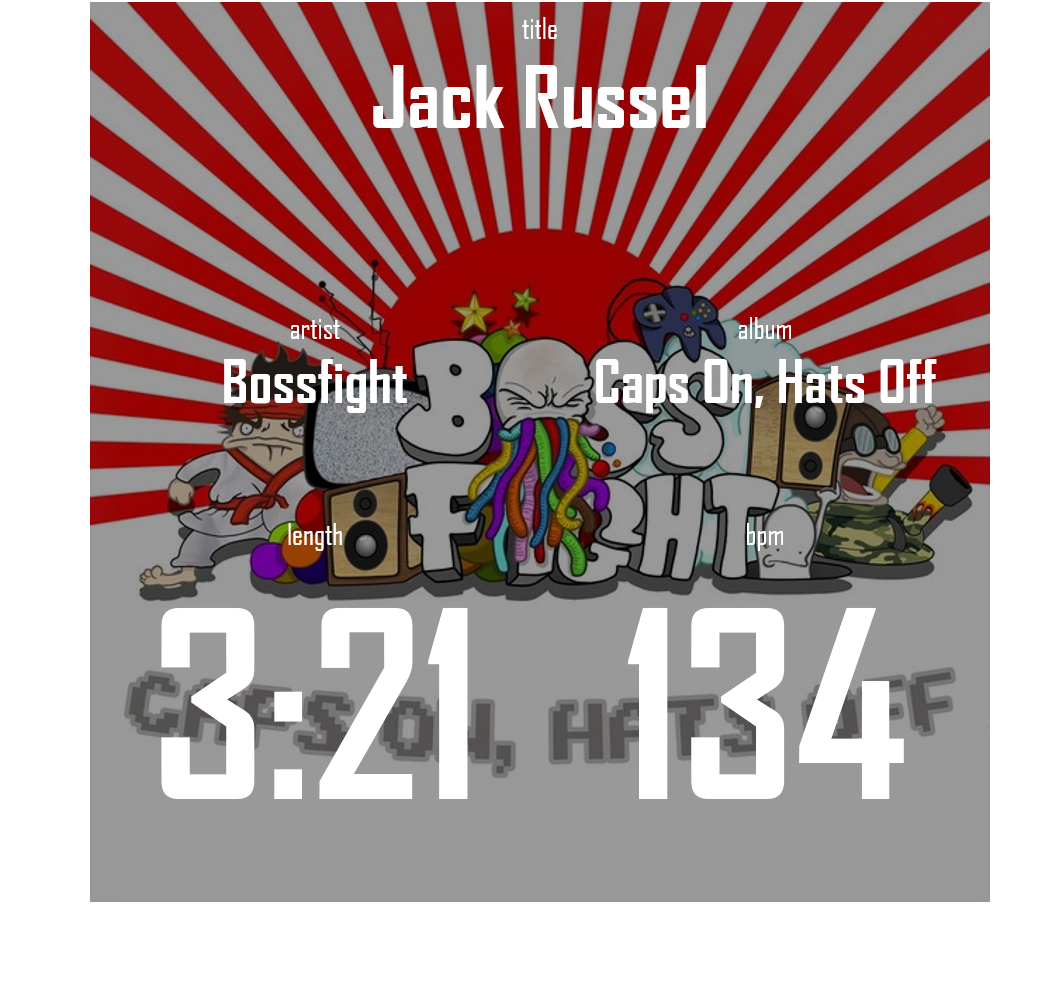 title
Jack Russel
artist
album
Bossfight
Caps On, Hats Off
BOSS
FIGHT
length
bpm
3:21
134
CAPS ON, HATS OFF